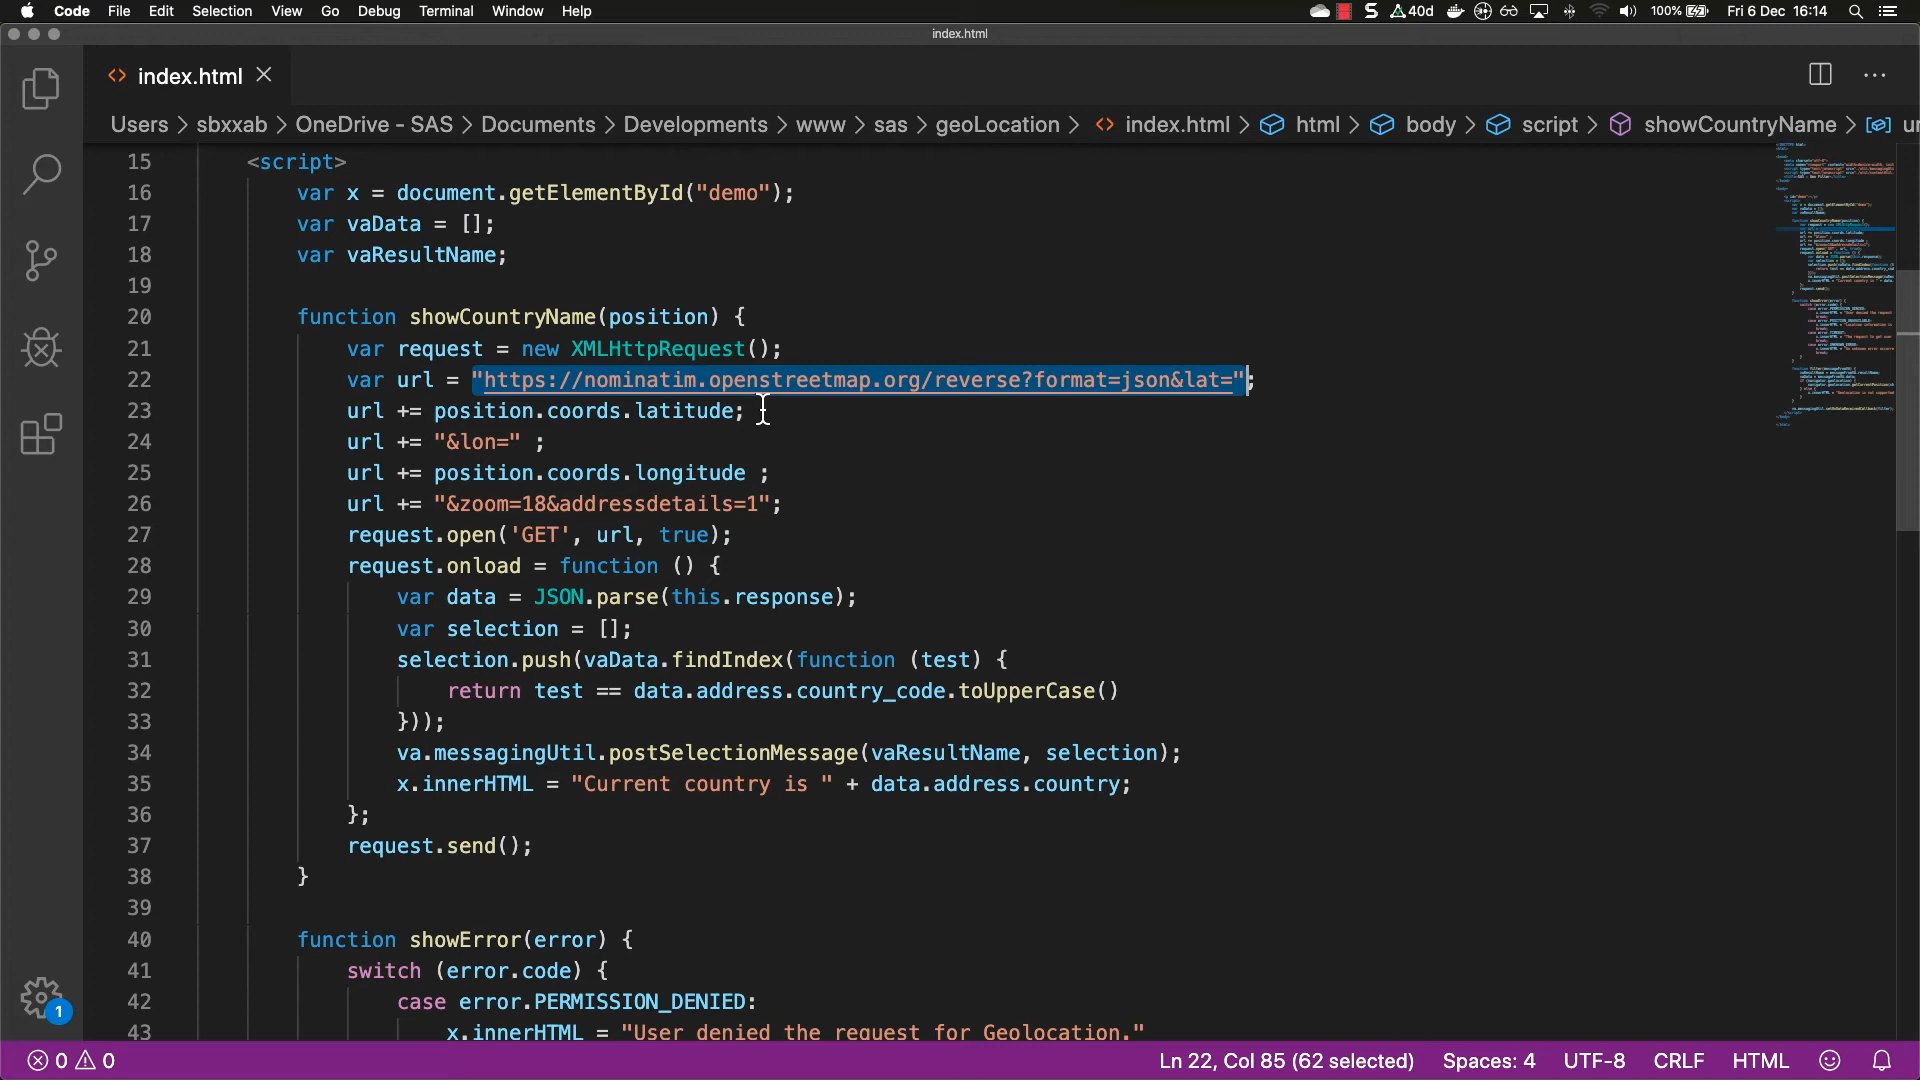 Code File Edit Selection View Go Debug Terminal Window Help 40d 100% Fri 6 Dec 16:14
index.html
index.html
Users > sbxxab > OneDrive - SAS > Documents > Developments > www > sas > geoLocation > index.html > html > body > script > showCountryName > ur
15 <script>
16 var x = document.getElementById("demo");
17 var vaData = [];
18 var vaResultName;
19
20 function showCountryName(position) {
21 var request = new XMLHttpRequest();
22 var url = "https://nominatim.openstreetmap.org/reverse?format=json&lat=";
23 url += position.coords.latitude;
24 url += "&lon=" ;
25 url += position.coords.longitude ;
26 url += "&zoom=18&addressdetails=1";
27 request.open('GET', url, true);
28 request.onload = function () {
29 var data = JSON.parse(this.response);
30 var selection = [];
31 selection.push(vaData.findIndex(function (test) {
32 return test == data.address.country_code.toUpperCase()
33 }));
34 va.messagingUtil.postSelectionMessage(vaResultName, selection);
35 x.innerHTML = "Current country is " + data.address.country;
36 };
37 request.send();
38 }
39
40 function showError(error) {
41 switch (error.code) {
42 case error.PERMISSION_DENIED:
43 x.innerHTML = "User denied the request for Geolocation."
1
0 0 Ln 22, Col 85 (62 selected) Spaces: 4 UTF-8 CRLF HTML